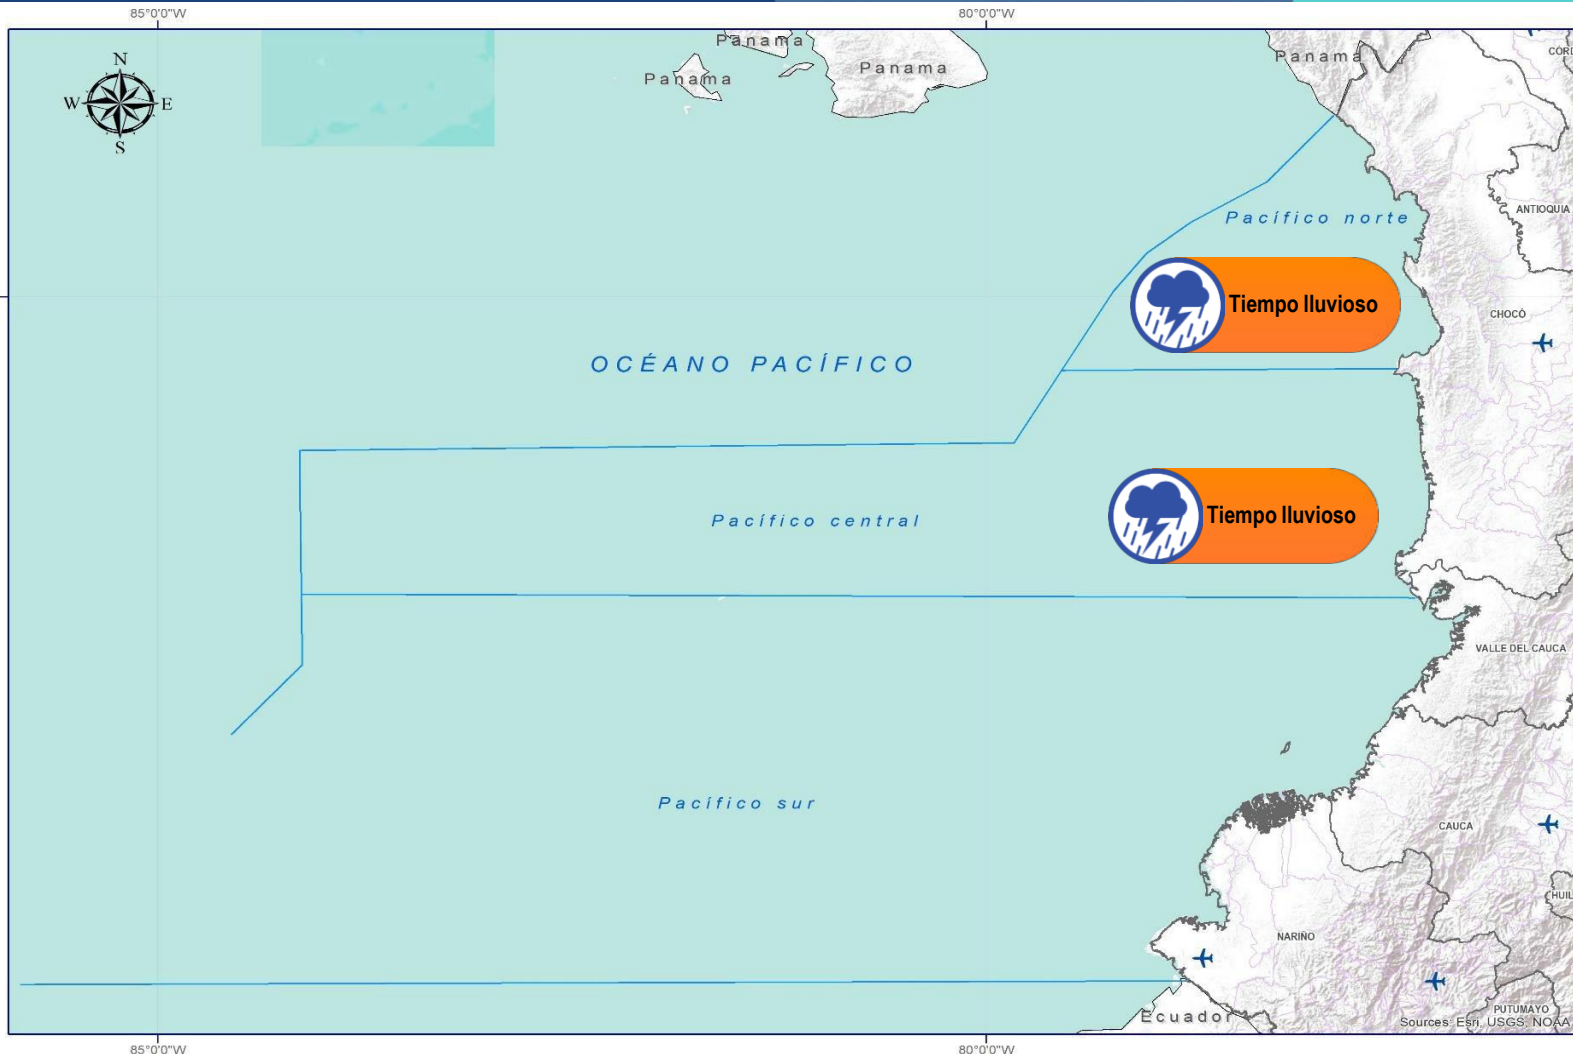 85°0'0"W
80°0'0"W
N
W
E
S
Panama
Panama
Panama
Panama
ANTIOQUIA
Pacífico norte
Tiempo lluvioso
CHOCÓ
OCÉANO PACÍFICO
Tiempo lluvioso
Pacífico central
VALLE DEL CAUCA
Pacífico sur
CAUCA
NARIÑO
PUTUMAYO
Ecuador
Sources: Esri, USGS, NOAA
85°0'0"W
80°0'0"W